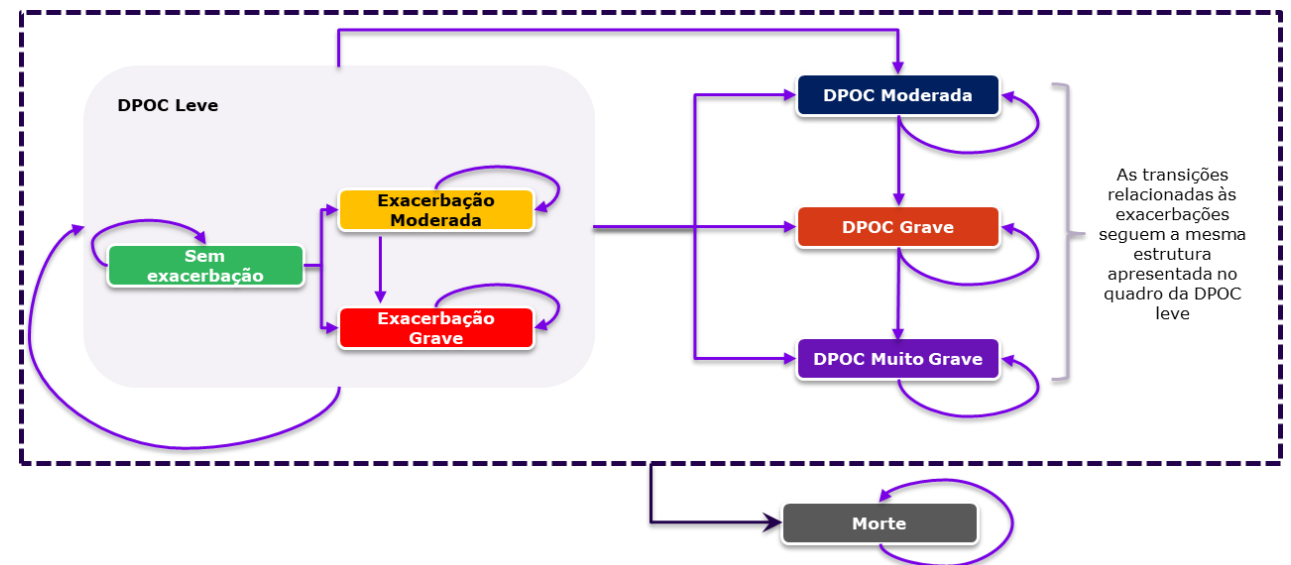 DPOC Leve
Sem
exacerbação
Exacerbação
Moderada
Exacerbação
Grave
DPOC Moderada
DPOC Grave
DPOC Muito Grave
As transições
relacionadas às
exacerbações
seguem a mesma
estrutura
apresentada no
quadro da DPOC
leve
Morte